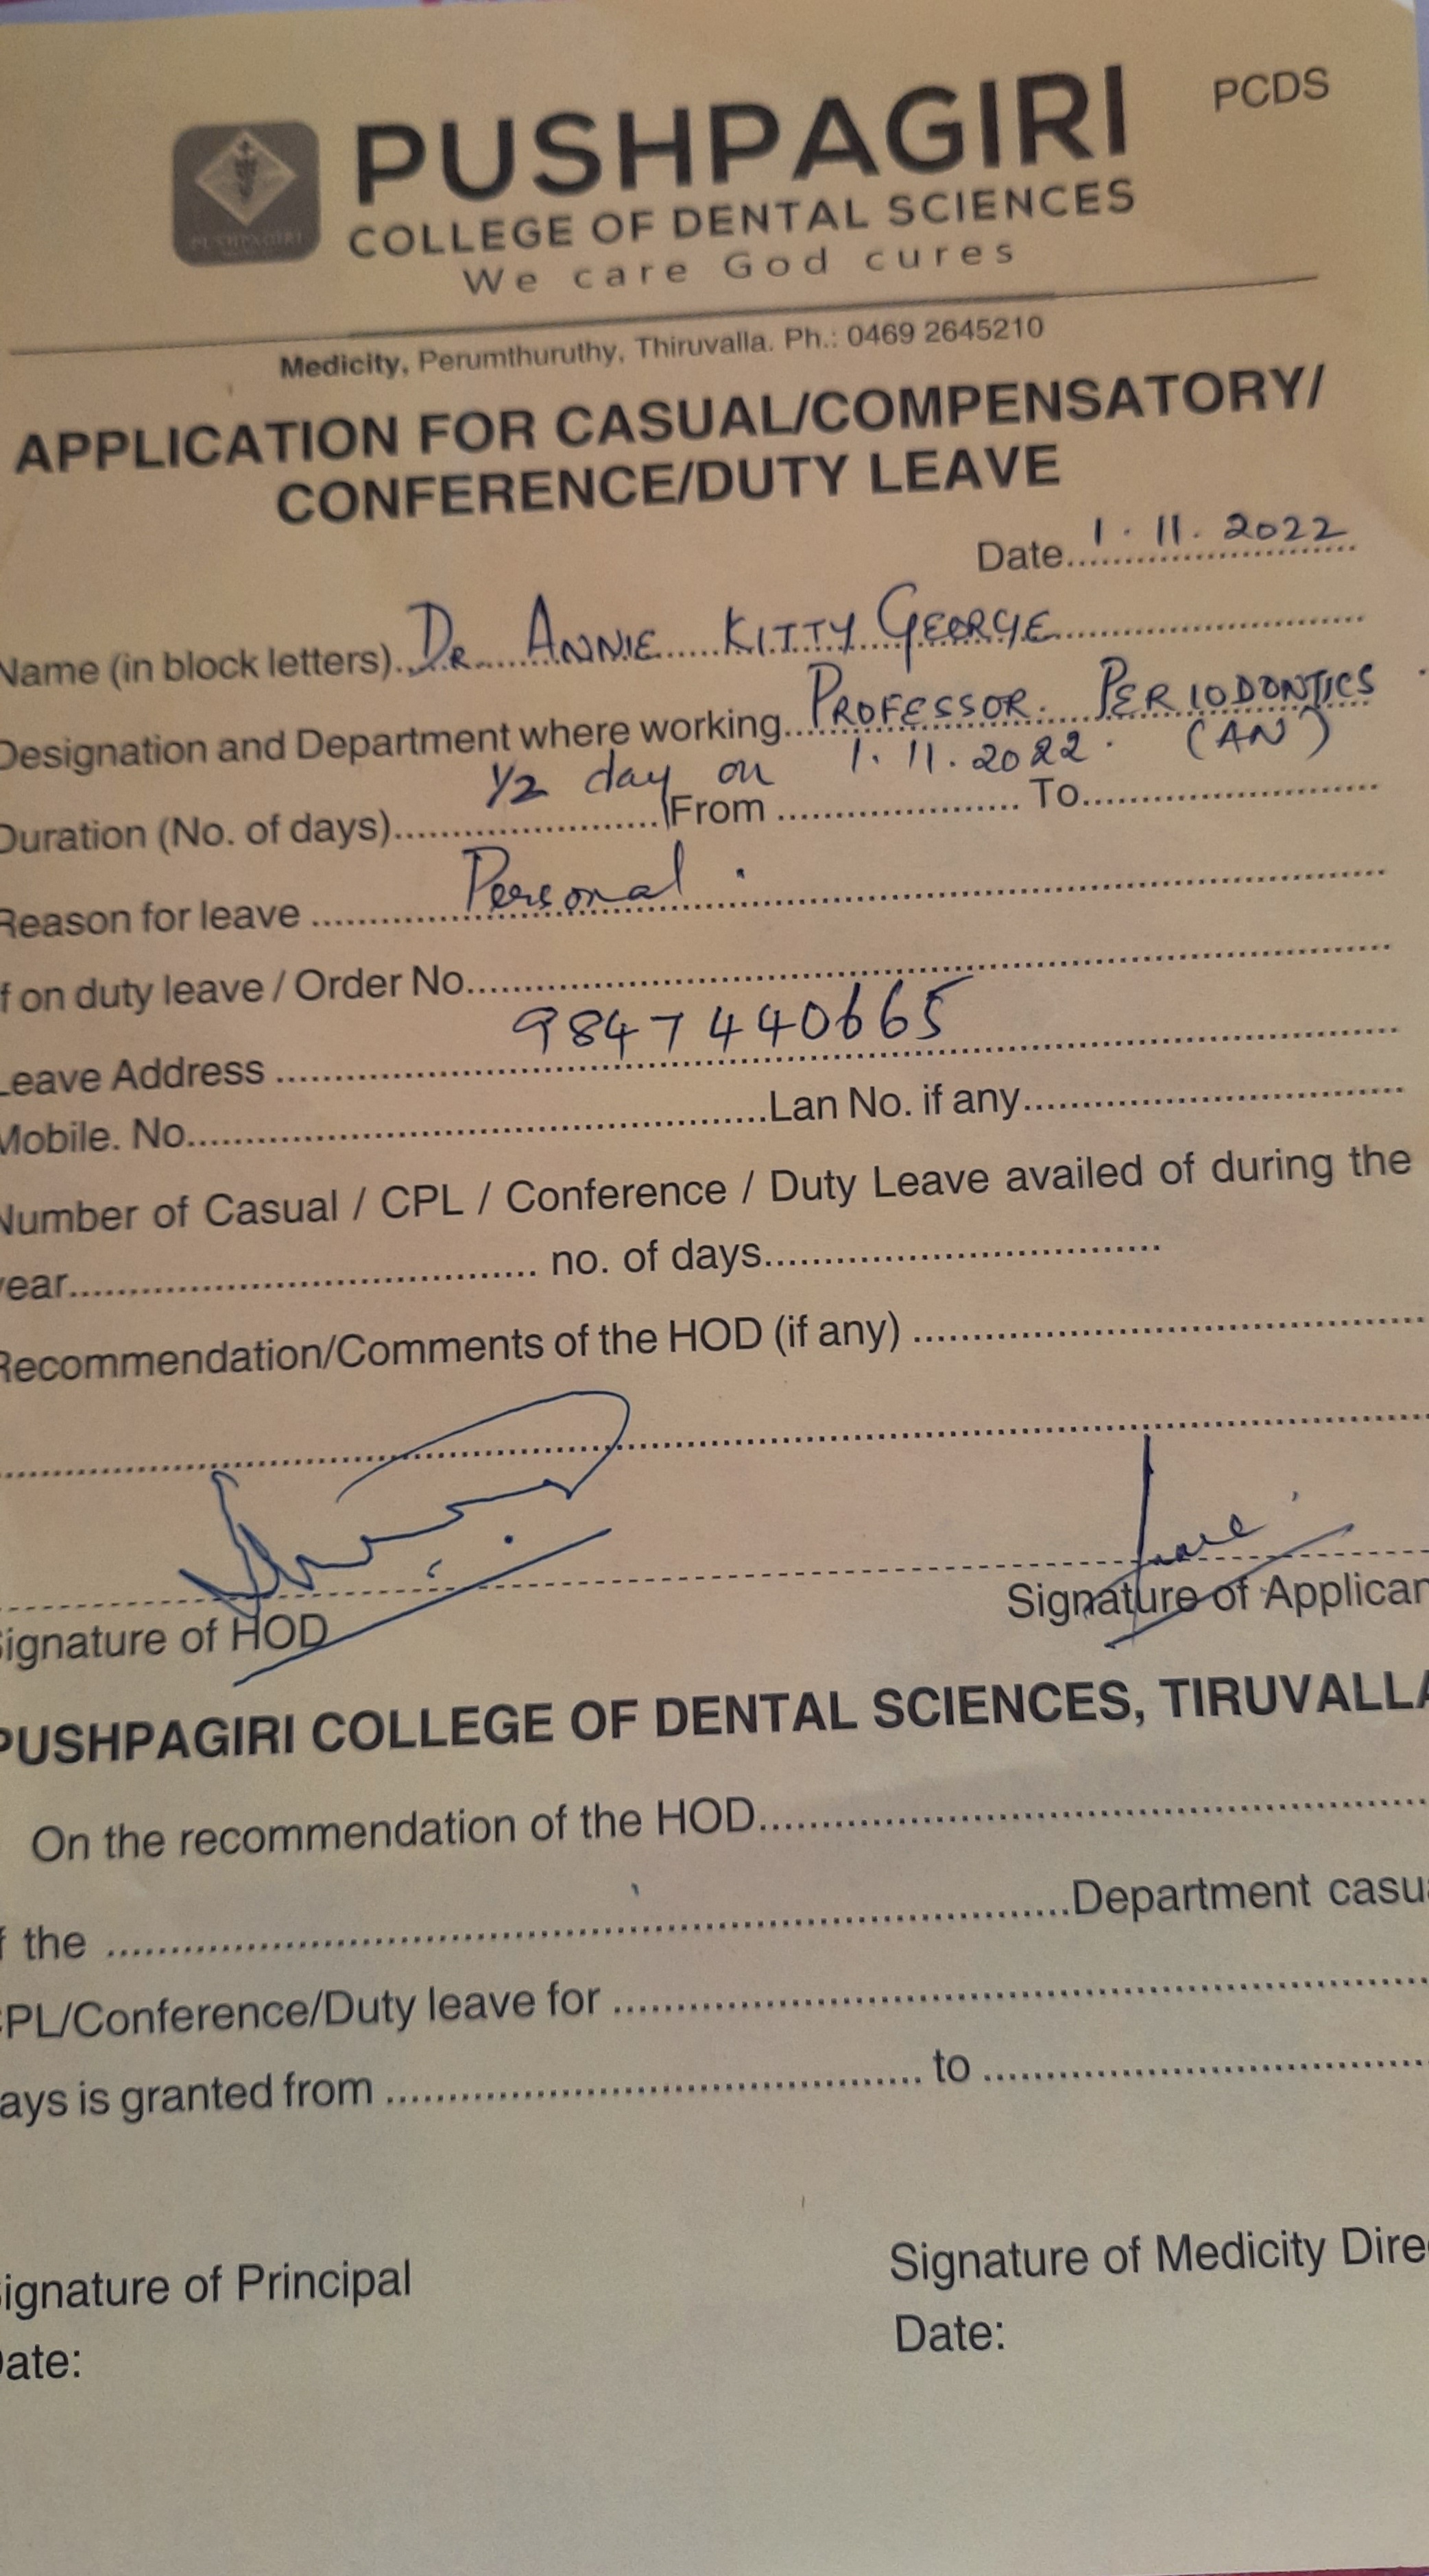 PCDS
PUSHPAGIRI
PUSHPAGIRI
COLLEGE OF DENTAL SCIENCES
We care God cures
Medicity, Perumthuruthy, Thiruvalla. Ph.: 0469 2645210
APPLICATION FOR CASUAL/COMPENSATORY/
CONFERENCE/DUTY LEAVE
Date 1.11.2022
Name (in block letters) DR ANNIE KITTY GEORGE
Designation and Department where working PROFESSOR. PERIODONTICS.
1/2 day on 1.11.2022. (AN)
Duration (No. of days) From To
Reason for leave Personal.
f on duty leave / Order No.
9847440665
Leave Address
Mobile. No. Lan No. if any
Number of Casual / CPL / Conference / Duty Leave availed of during the
year no. of days
Recommendation/Comments of the HOD (if any)
Signature of HOD Signature of Applican
PUSHPAGIRI COLLEGE OF DENTAL SCIENCES, TIRUVALLA
On the recommendation of the HOD
f the Department casu
CPL/Conference/Duty leave for
ays is granted from to
Signature of Principal Signature of Medicity Dire
Date: Date: